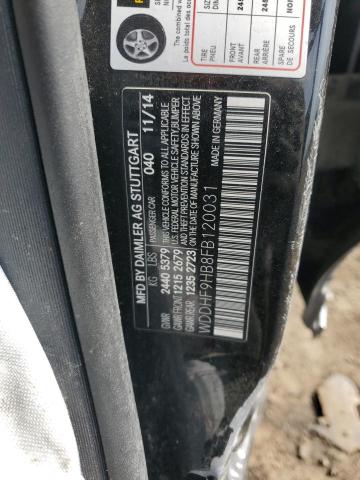 The combined w
TIRE
PNEU
FRONT
AVANT
REAR
ARRIÈRE
SPARE
DE SECOURS
MFD BY DAIMLER AG STUTTGART
KG LBS PASSENGER CAR 040 11/14
GVWR 2440 5379
GAWR FRONT 1215 2679
GAWR REAR 1235 2723
THIS VEHICLE CONFORMS TO ALL APPLICABLE
U.S. FEDERAL MOTOR VEHICLE SAFETY, BUMPER,
AND THEFT PREVENTION STANDARDS IN EFFECT
ON THE DATE OF MANUFACTURE SHOWN ABOVE.
WDDHF9HB8FB120031
MADE IN GERMANY